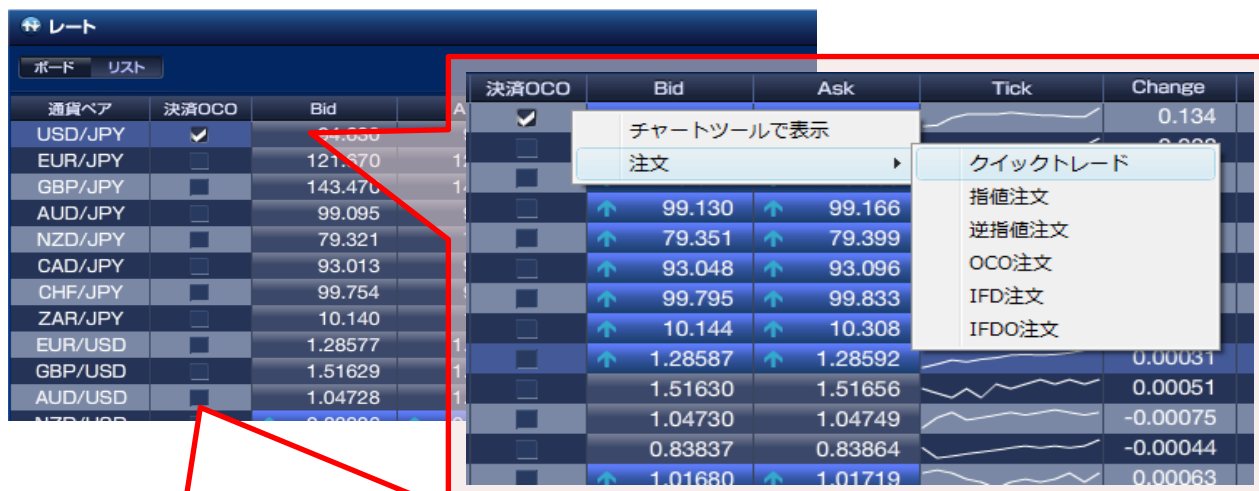 レート
ボード リスト
通貨ペア 決済OCO Bid
USD/JPY
EUR/JPY 121.670
GBP/JPY 143.470
AUD/JPY 99.095
NZD/JPY 79.321
CAD/JPY 93.013
CHF/JPY 99.754
ZAR/JPY 10.140
EUR/USD 1.28577
GBP/USD 1.51629
AUD/USD 1.04728
決済OCO Bid Ask Tick Change
0.134
チャートツールで表示
注文
クイックトレード
指値注文
逆指値注文
OCO注文
IFD注文
IFDO注文
99.130 99.166
79.351 79.399
93.048 93.096
99.795 99.833
10.144 10.308
1.28587 1.28592 0.00031
1.51630 1.51656 0.00051
1.04730 1.04749 -0.00075
0.83837 0.83864 -0.00044
1.01680 1.01719 0.00063